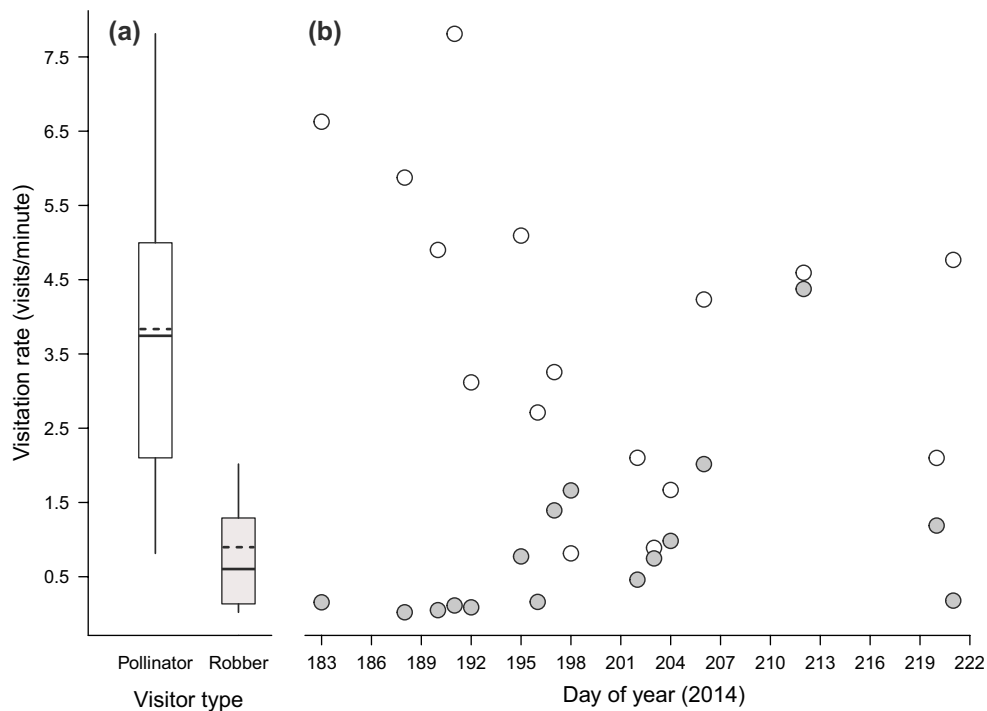 (a)
(b)
Visitation rate (visits/minute)
7.5
6.5
5.5
4.5
3.5
2.5
1.5
0.5
Pollinator Robber
Visitor type
183 186 189 192 195 198 201 204 207 210 213 216 219 222
Day of year (2014)